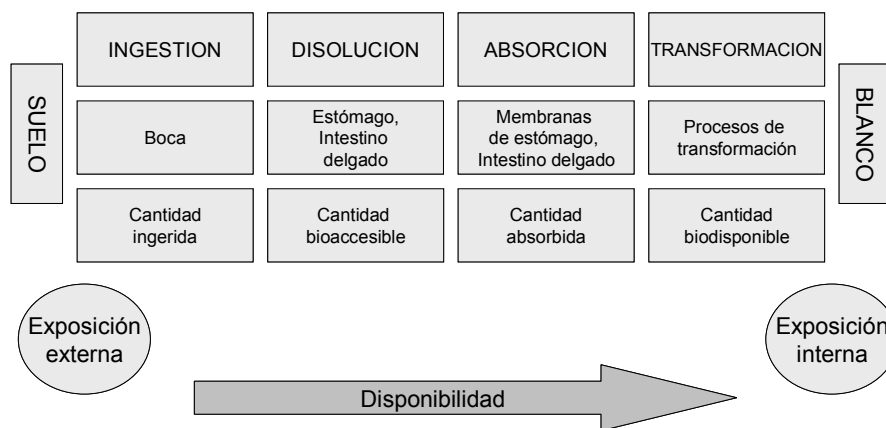 INGESTION
DISOLUCION
ABSORCION
TRANSFORMACION
SUELO
BLANCO
Boca
Estómago,
Intestino
delgado
Membranas
de estómago,
Intestino delgado
Procesos de
transformación
Cantidad
ingerida
Cantidad
bioaccesible
Cantidad
absorbida
Cantidad
biodisponible
Exposición
externa
Exposición
interna
Disponibilidad